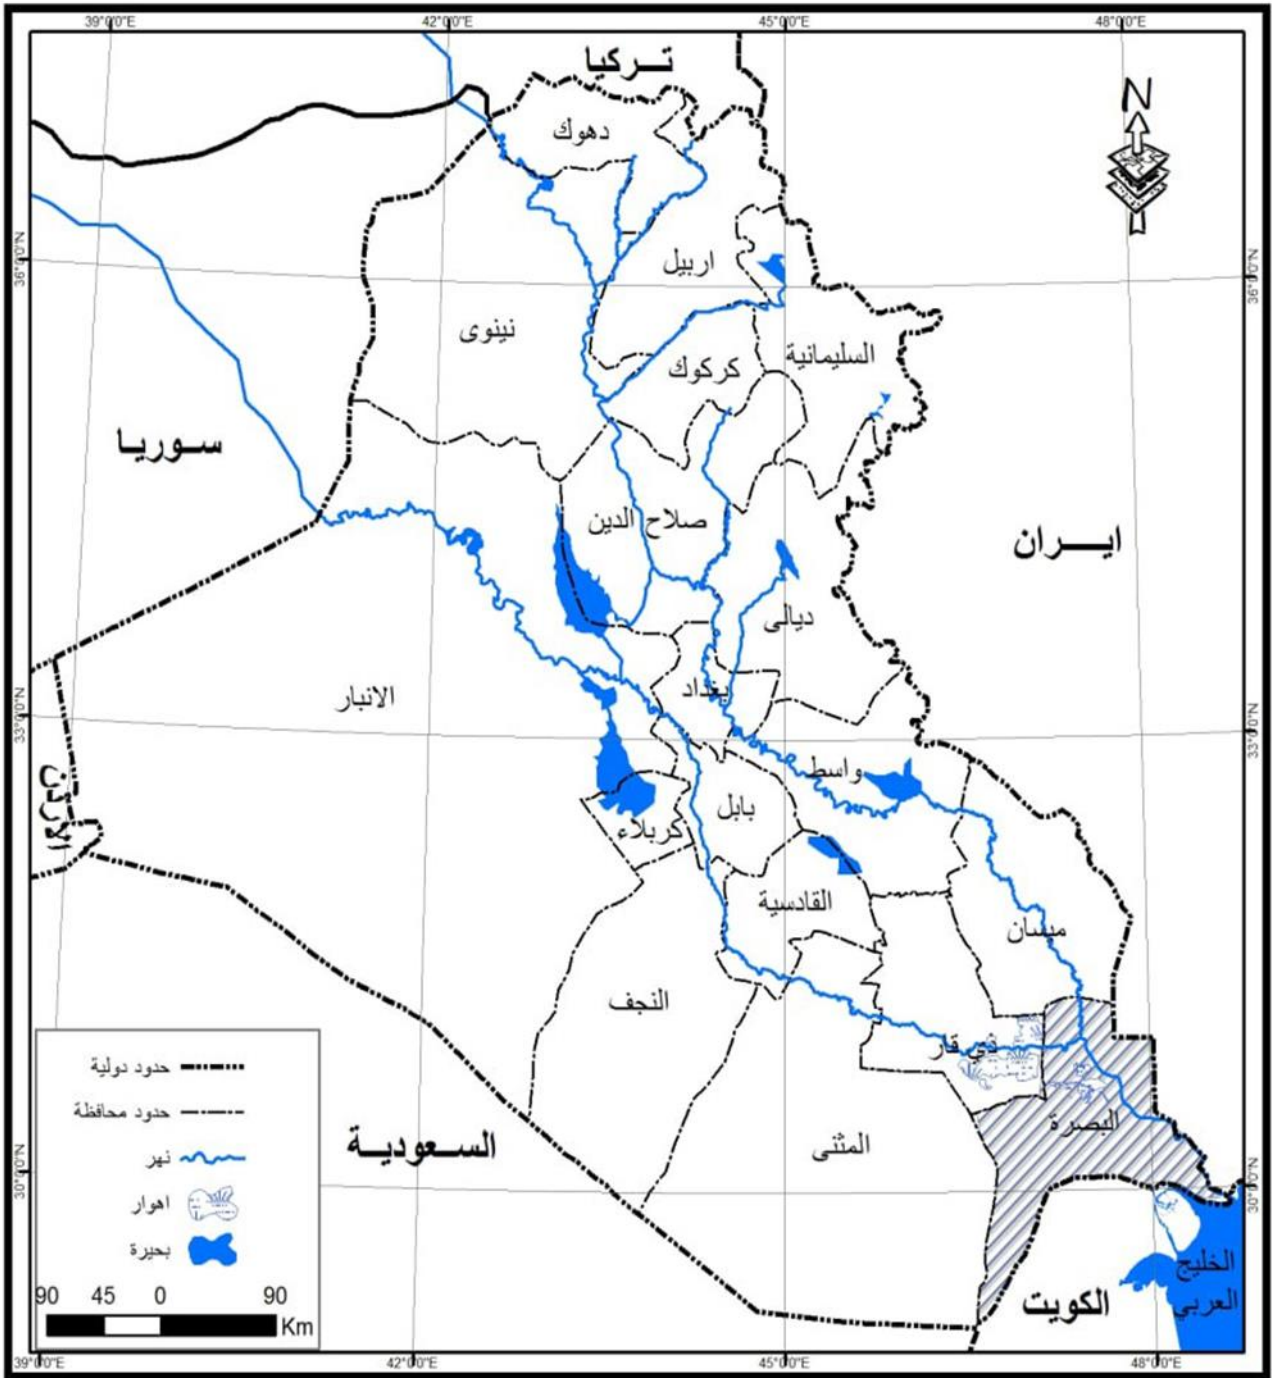 39°0'0"E 42°0'0"E 45°0'0"E 48°0'0"E
تـركيا
N
دهوك
36°0'0"N
اربيل
36°0'0"N
نينوى
السليمانية
كركوك
سـوريـا
صلاح الدين
ايـــران
ديالى
الانبار
بغداد
33°0'0"N
33°0'0"N
واسط
الاردن
بابل
كربلاء
القادسية
ميسان
النجف
ذي قار
البصرة
المثنى
السـعوديـة
30°0'0"N
30°0'0"N
الخليج
العربي
الكويت
حدود دولية
حدود محافظة
نهر
اهوار
بحيرة
90 45 0 90
Km
39°0'0"E 42°0'0"E 45°0'0"E 48°0'0"E